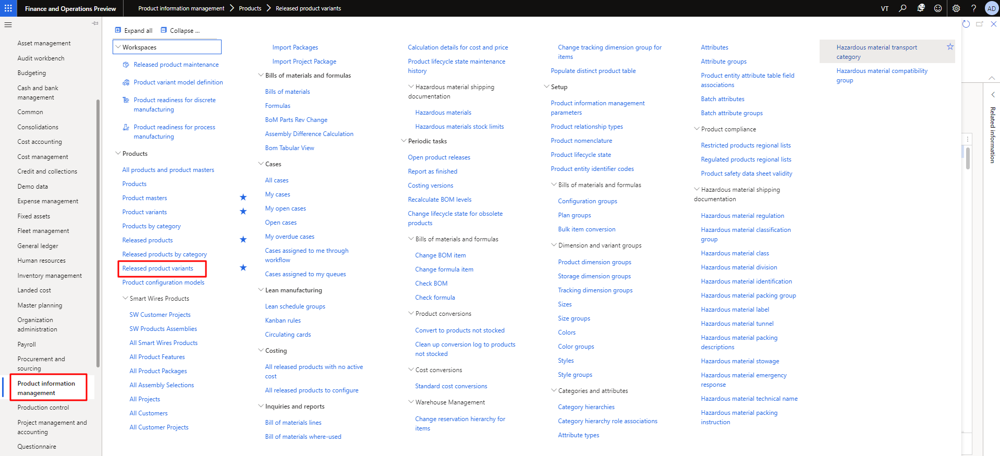 Finance and Operations Preview
Product information management
Products
Released product variants
VT
14
?
AD
Asset management
Audit workbench
Budgeting
Cash and bank
management
Common
Consolidations
Cost accounting
Cost management
Credit and collections
Demo data
Expense management
Fixed assets
Fleet management
General ledger
Human resources
Inventory management
Landed cost
Master planning
Organization
administration
Payroll
Procurement and
sourcing
Product information
management
Production control
Project management and
accounting
Questionnaire
Expand all
Collapse ...
Workspaces
Released product maintenance
Product variant model definition
Product readiness for discrete
manufacturing
Product readiness for process
manufacturing
Products
All products and product masters
Products
Product masters
Product variants
Products by category
Released products
Released products by category
Released product variants
Product configuration models
Smart Wires Products
SW Customer Projects
SW Products Assemblies
All Smart Wires Products
All Product Features
All Product Packages
All Assembly Selections
All Projects
All Customers
All Customer Projects
Import Packages
Import Project Package
Bills of materials and formulas
Bills of materials
Formulas
BoM Parts Rev Change
Assembly Difference Calculation
Bom Tabular View
Cases
All cases
My cases
My open cases
Open cases
My overdue cases
Cases assigned to me through
workflow
Cases assigned to my queues
Lean manufacturing
Lean schedule groups
Kanban rules
Circulating cards
Costing
All released products with no active
cost
All released products to configure
Inquiries and reports
Bill of materials lines
Bill of materials where-used
Calculation details for cost and price
Product lifecycle state maintenance
history
Hazardous material shipping
documentation
Hazardous materials
Hazardous materials stock limits
Periodic tasks
Open product releases
Report as finished
Costing versions
Recalculate BOM levels
Change lifecycle state for obsolete
products
Bills of materials and formulas
Change BOM item
Change formula item
Check BOM
Check formula
Product conversions
Convert to products not stocked
Clean up conversion log to products
not stocked
Cost conversions
Standard cost conversions
Warehouse Management
Change reservation hierarchy for
items
Change tracking dimension group for
items
Populate distinct product table
Setup
Product information management
parameters
Product relationship types
Product nomenclature
Product lifecycle state
Product entity identifier codes
Bills of materials and formulas
Configuration groups
Plan groups
Bulk item conversion
Dimension and variant groups
Product dimension groups
Storage dimension groups
Tracking dimension groups
Sizes
Size groups
Colors
Color groups
Styles
Style groups
Categories and attributes
Category hierarchies
Category hierarchy role associations
Attribute types
Attributes
Attribute groups
Product entity attribute table field
associations
Batch attributes
Batch attribute groups
Product compliance
Restricted products regional lists
Regulated products regional lists
Product safety data sheet validity
Hazardous material shipping
documentation
Hazardous material regulation
Hazardous material classification
group
Hazardous material class
Hazardous material division
Hazardous material identification
Hazardous material packing group
Hazardous material label
Hazardous material tunnel
Hazardous material packing
descriptions
Hazardous material stowage
Hazardous material emergency
response
Hazardous material technical name
Hazardous material packing
instruction
Hazardous material transport
category
Hazardous material compatibility
group
Related information